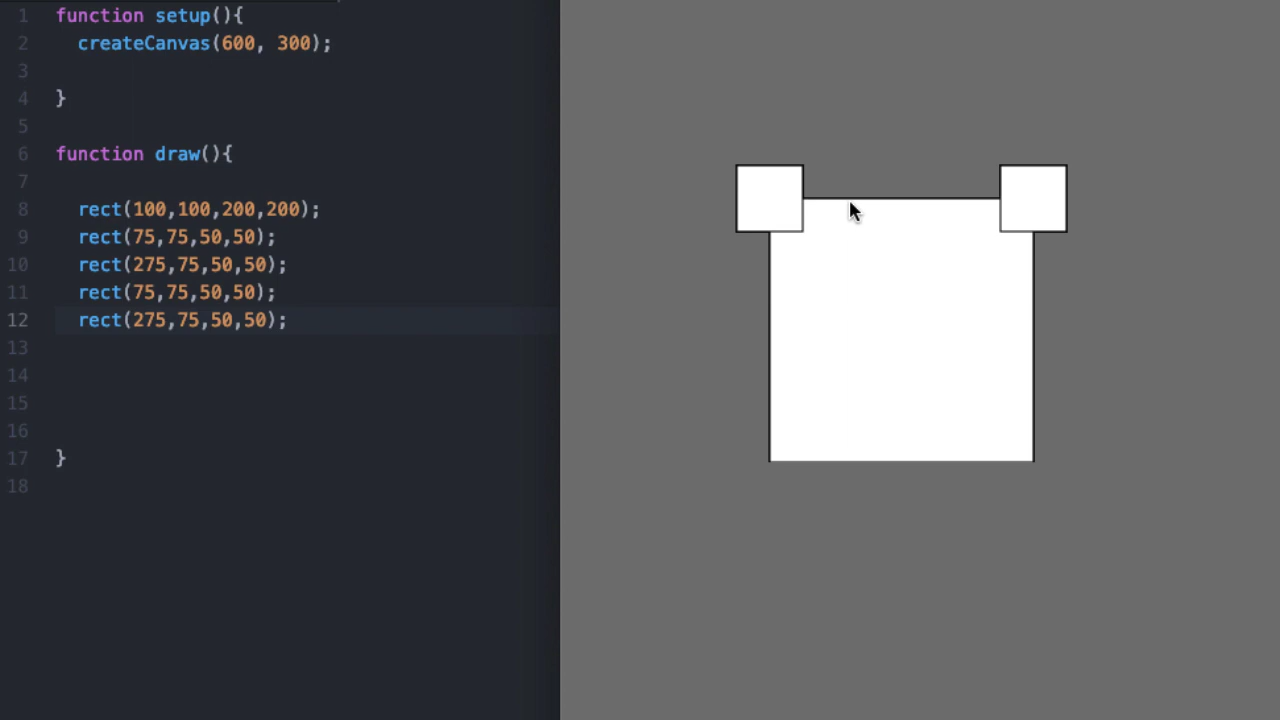 1 function setup(){
2 createCanvas(600, 300);
3
4 }
5
6 function draw(){
7
8 rect(100,100,200,200);
9 rect(75,75,50,50);
10 rect(275,75,50,50);
11 rect(75,75,50,50);
12 rect(275,75,50,50);
13
14
15
16
17 }
18